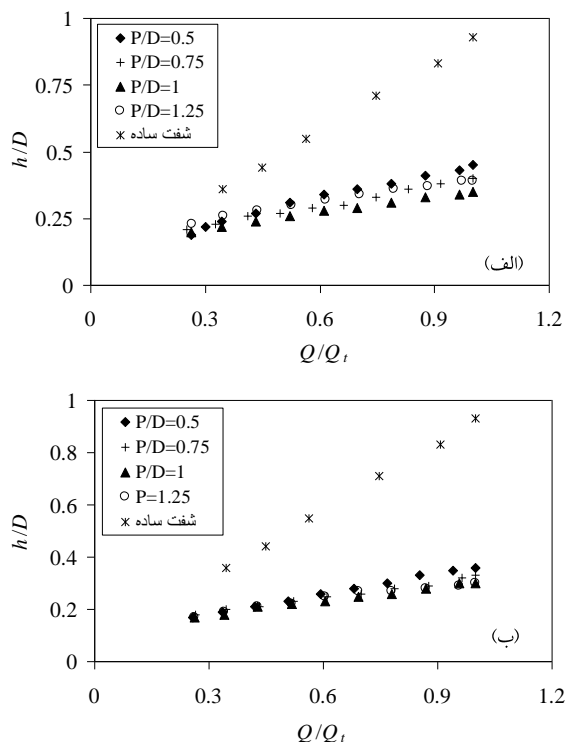 1
0.75
0.5
0.25
0
h/D
P/D=0.5
P/D=0.75
P/D=1
P/D=1.25
شفت ساده
(الف)
0 0.3 0.6 0.9 1.2
Q/Qt
1
0.8
0.6
0.4
0.2
0
h/D
P/D=0.5
P/D=0.75
P/D=1
P=1.25
شفت ساده
(ب)
0 0.3 0.6 0.9 1.2
Q/Qt